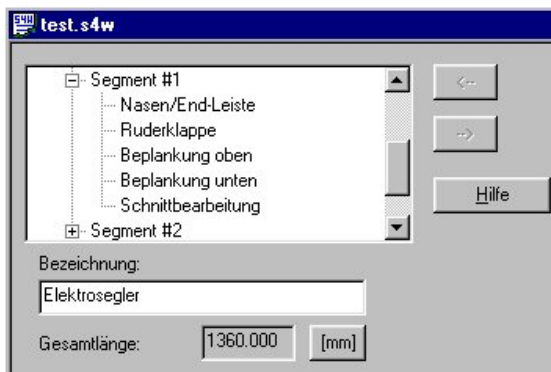 test.s4w
Segment #1
Nasen/End-Leiste
Ruderklappe
Beplankung oben
Beplankung unten
Schnittbearbeitung
Segment #2
<--
-->
Hilfe
Bezeichnung:
Elektrosegler
Gesamtlänge: 1360.000 [mm]